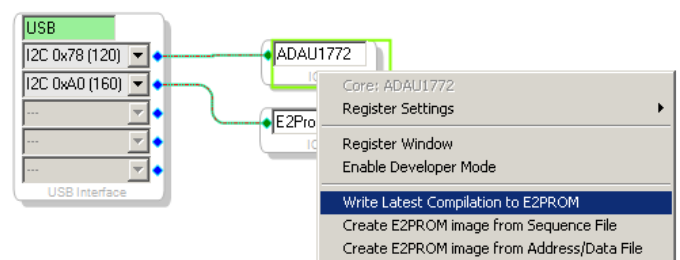 USB
I2C 0x78 (120)
I2C 0xA0 (160)
---
---
---
USB Interface
ADAU1772
IC
E2Pro
IC
Core: ADAU1772
Register Settings
Register Window
Enable Developer Mode
Write Latest Compilation to E2PROM
Create E2PROM image from Sequence File
Create E2PROM image from Address/Data File